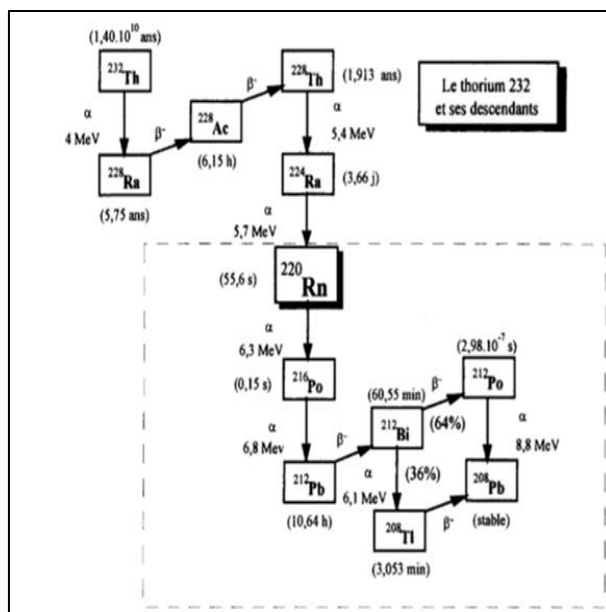 (1,40.10¹⁰ ans)
²³²Th
β⁻
²²⁸Th
(1,913 ans)
Le thorium 232
et ses descendants
α
4 MeV
β⁻
²²⁸Ac
(6,15 h)
α
5,4 MeV
²²⁸Ra
(5,75 ans)
²²⁴Ra
(3,66 j)
α
5,7 MeV
²²⁰Rn
(55,6 s)
α
6,3 MeV
²¹⁶Po
(0,15 s)
(60,55 min)
β⁻
(2,98.10⁻⁷ s)
²¹²Po
α
6,8 Mev
β⁻
²¹²Bi
(64%)
α
8,8 MeV
²¹²Pb
(10,64 h)
α
6,1 MeV
(36%)
²⁰⁸Pb
(stable)
²⁰⁸Tl
β⁻
(3,053 min)